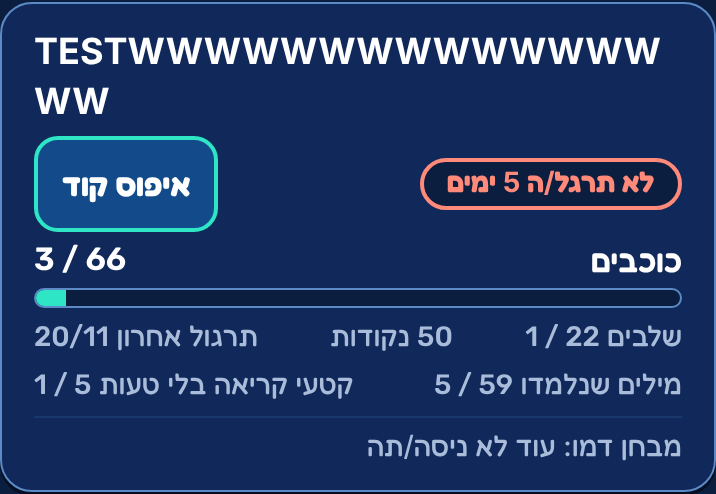 TESTWWWWWWWWWWWWWWW
WW
לא תרגל/ה 5 ימים
איפוס קוד
כוכבים
3 / 66
שלבים 22 / 1 50 נקודות תרגול אחרון 20/11
מילים שנלמדו 59 / 5 קטעי קריאה בלי טעות 5 / 1
מבחן דמו: עוד לא ניסה/תה